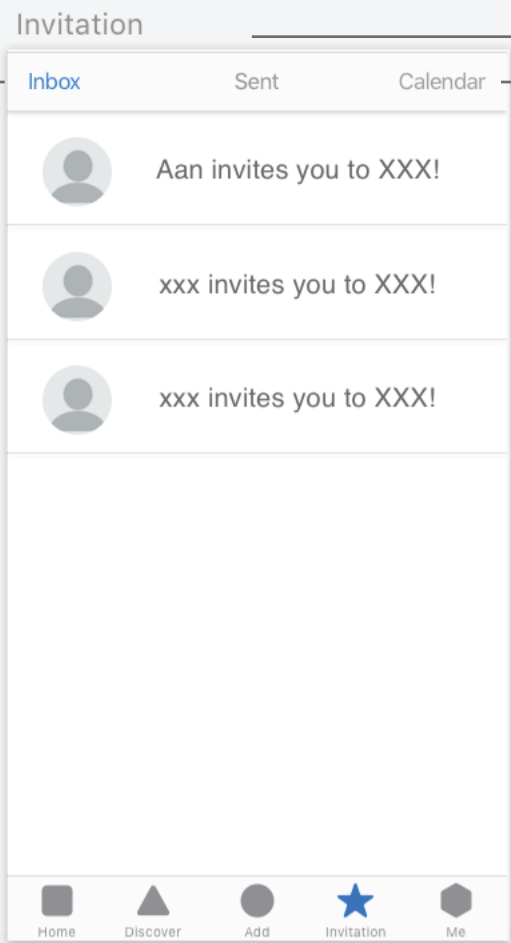 Invitation
Inbox Sent Calendar
Aan invites you to XXX!
xxx invites you to XXX!
xxx invites you to XXX!
Home Discover Add Invitation Me